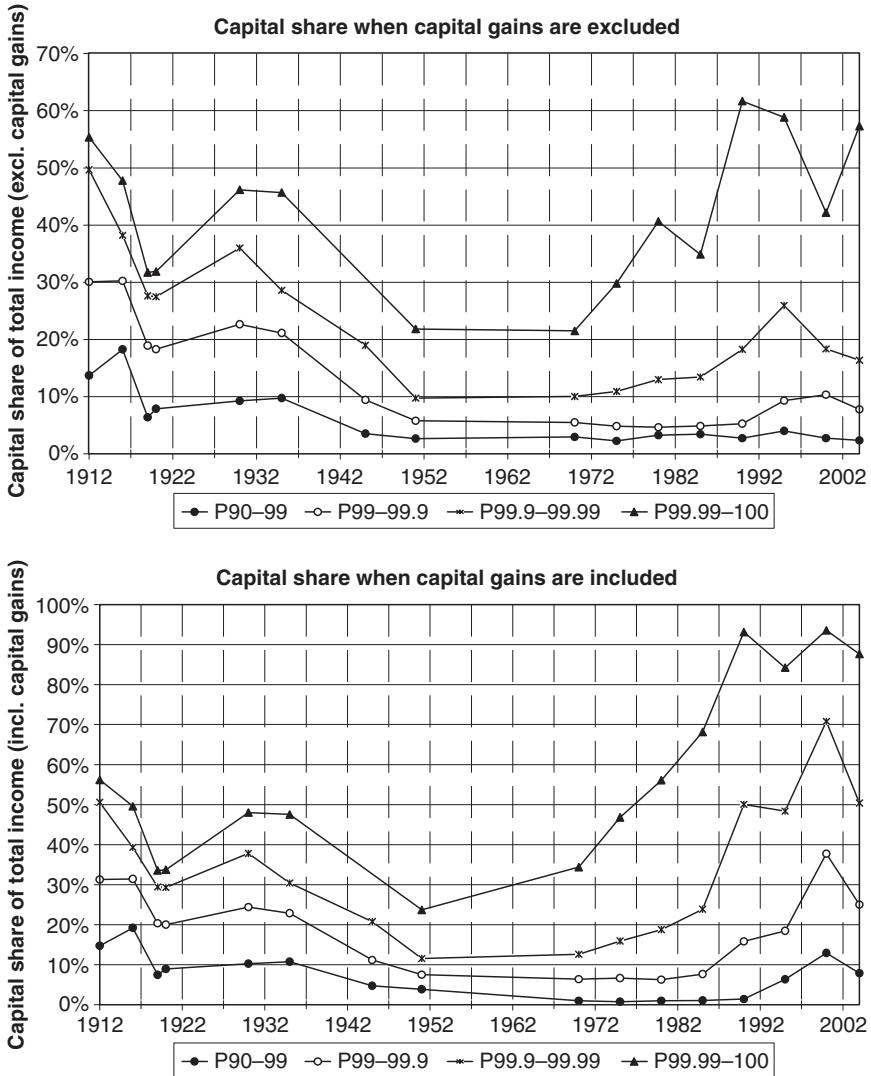 Capital share when capital gains are excluded
Capital share of total income (excl. capital gains)
70%
60%
50%
40%
30%
20%
10%
0%
1912 1922 1932 1942 1952 1962 1972 1982 1992 2002
P90–99 P99–99.9 P99.9–99.99 P99.99–100
Capital share when capital gains are included
Capital share of total income (incl. capital gains)
100%
90%
80%
70%
60%
50%
40%
30%
20%
10%
0%
1912 1922 1932 1942 1952 1962 1972 1982 1992 2002
P90–99 P99–99.9 P99.9–99.99 P99.99–100